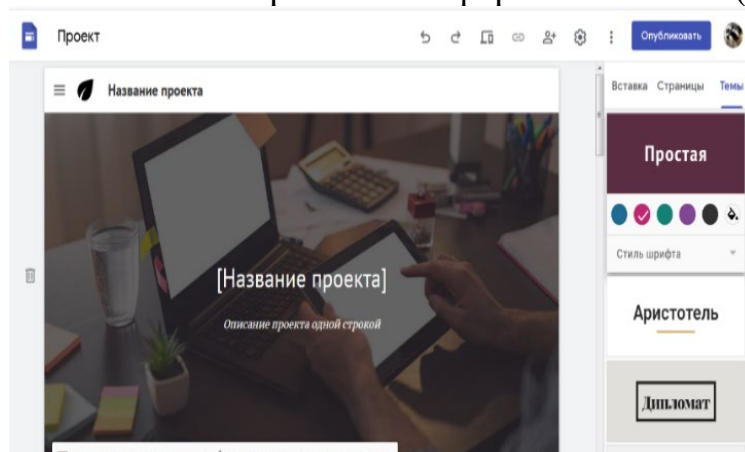 Проект
Опубликовать
Название проекта
Вставка Страницы Темы
Простая
Стиль шрифта
[Название проекта]
Описание проекта одной строкой
Аристотель
Дипломат